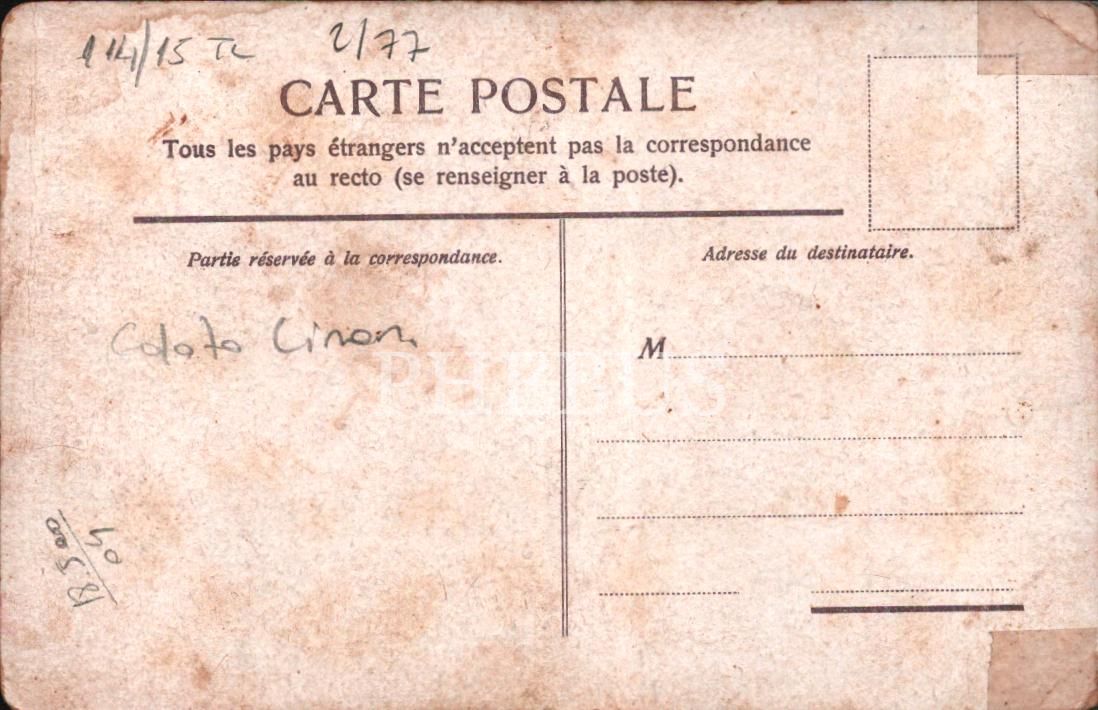 114/15 TL 2/77
CARTE POSTALE
Tous les pays étrangers n'acceptent pas la correspondance
au recto (se renseigner à la poste).
Partie réservée à la correspondance.
Adresse du destinataire.
M
PHEBUS
40